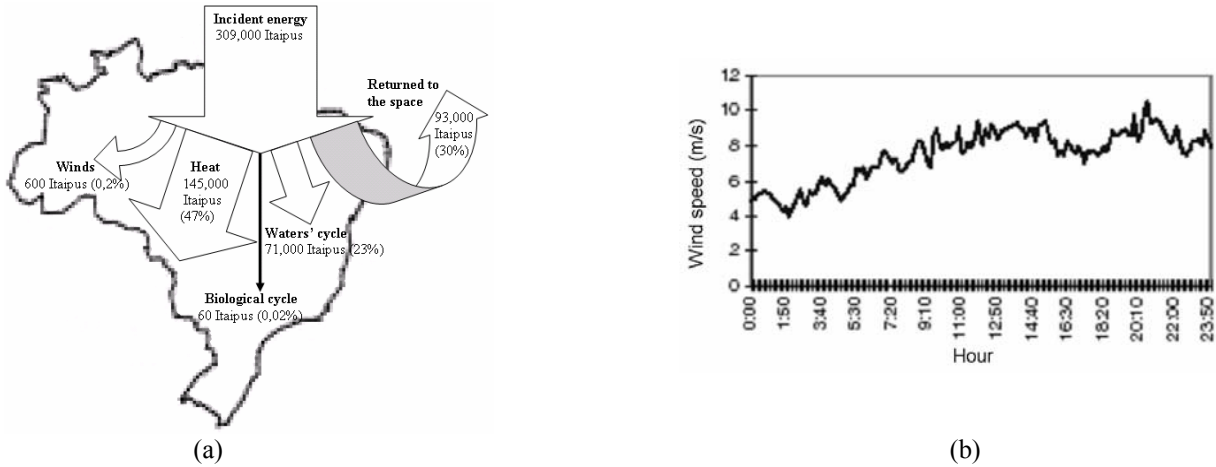 Incident energy
309,000 Itaipus
Returned to
the space
93,000
Itaipus
(30%)
Winds
600 Itaipus (0,2%)
Heat
145,000
Itaipus
(47%)
Waters' cycle
71,000 Itaipus (23%)
Biological cycle
60 Itaipus (0,02%)
(a)
Wind speed (m/s)
12
10
8
6
4
2
0
0:00
1:50
3:40
5:30
7:20
9:10
11:00
12:50
14:40
16:30
18:20
20:10
22:00
23:50
Hour
(b)